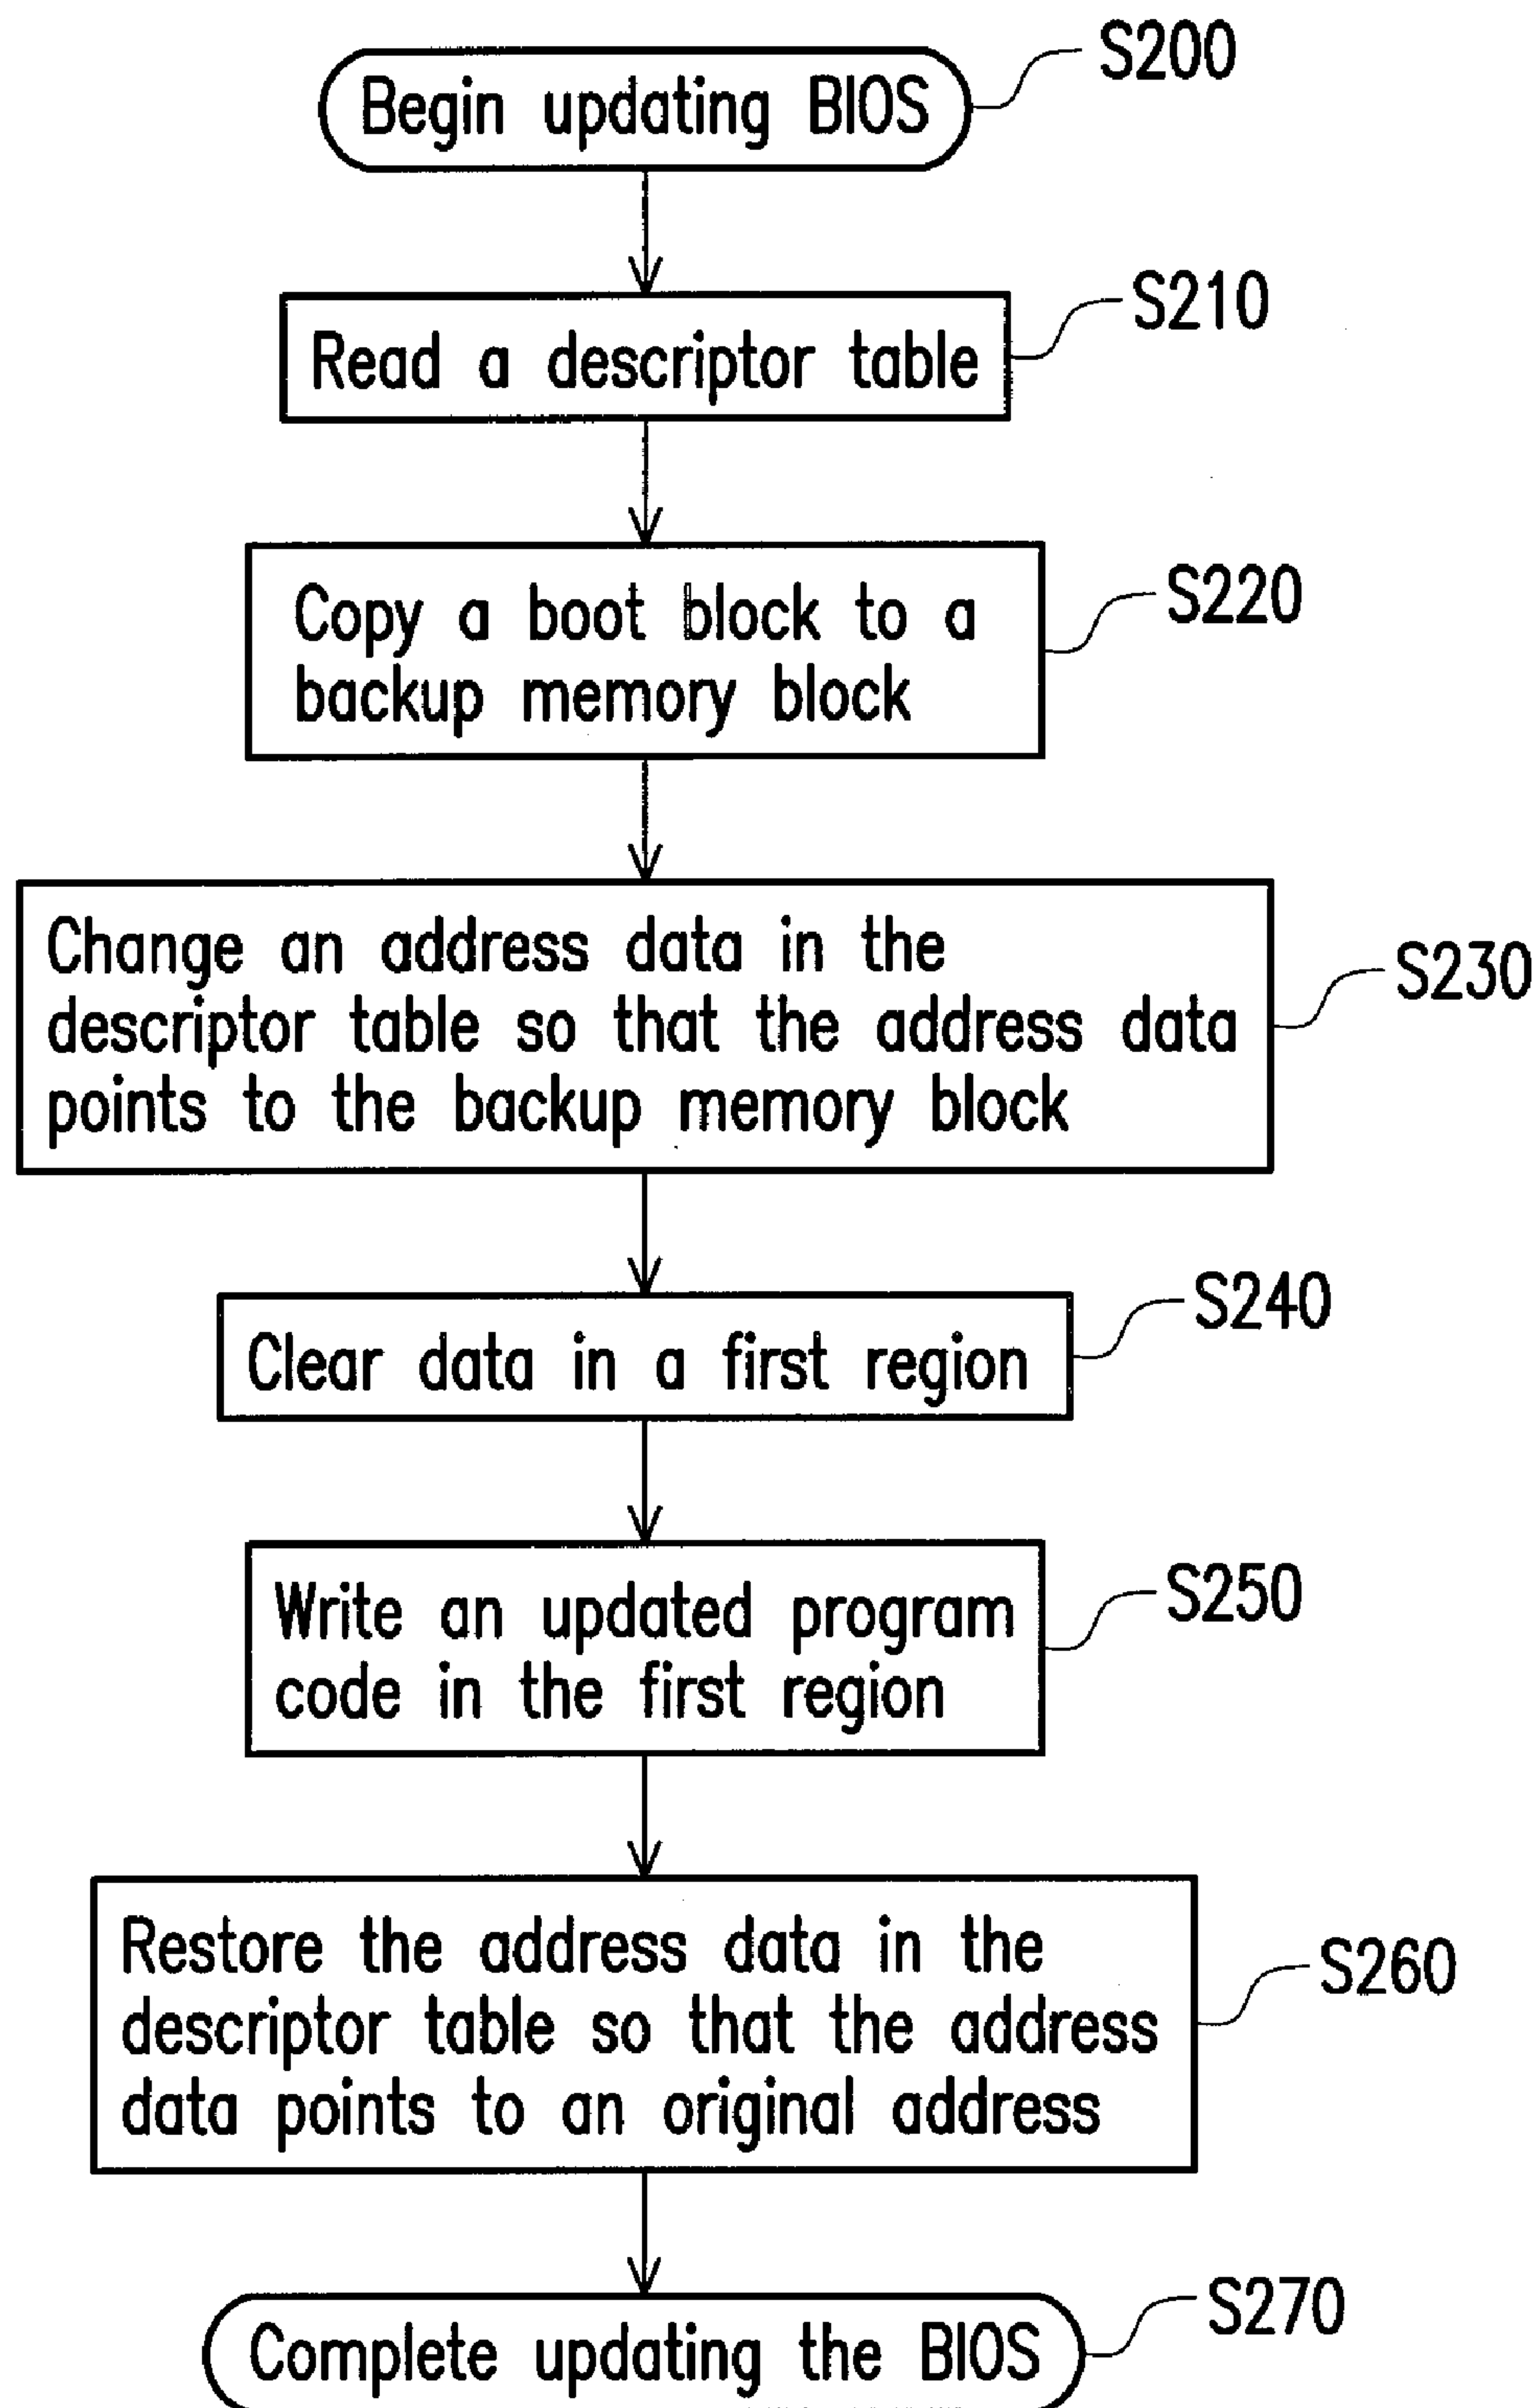 Begin updating BIOS
S200
Read a descriptor table
S210
Copy a boot block to a
backup memory block
S220
Change an address data in the
descriptor table so that the address data
points to the backup memory block
S230
Clear data in a first region
S240
Write an updated program
code in the first region
S250
Restore the address data in the
descriptor table so that the address
data points to an original address
S260
Complete updating the BIOS
S270